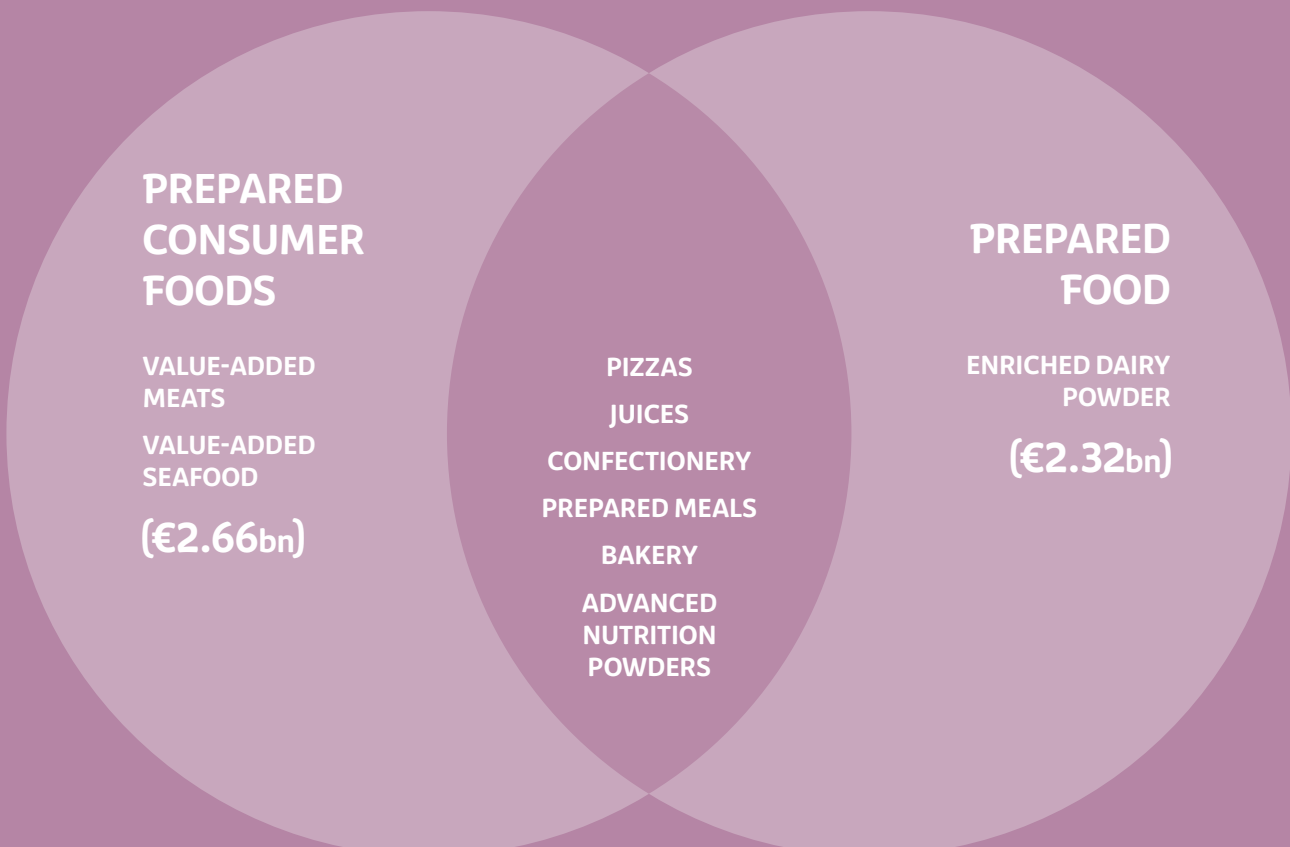 PREPARED
CONSUMER
FOODS
VALUE-ADDED
MEATS
VALUE-ADDED
SEAFOOD
(€2.66bn)
PIZZAS
JUICES
CONFECTIONERY
PREPARED MEALS
BAKERY
ADVANCED
NUTRITION
POWDERS
PREPARED
FOOD
ENRICHED DAIRY
POWDER
(€2.32bn)